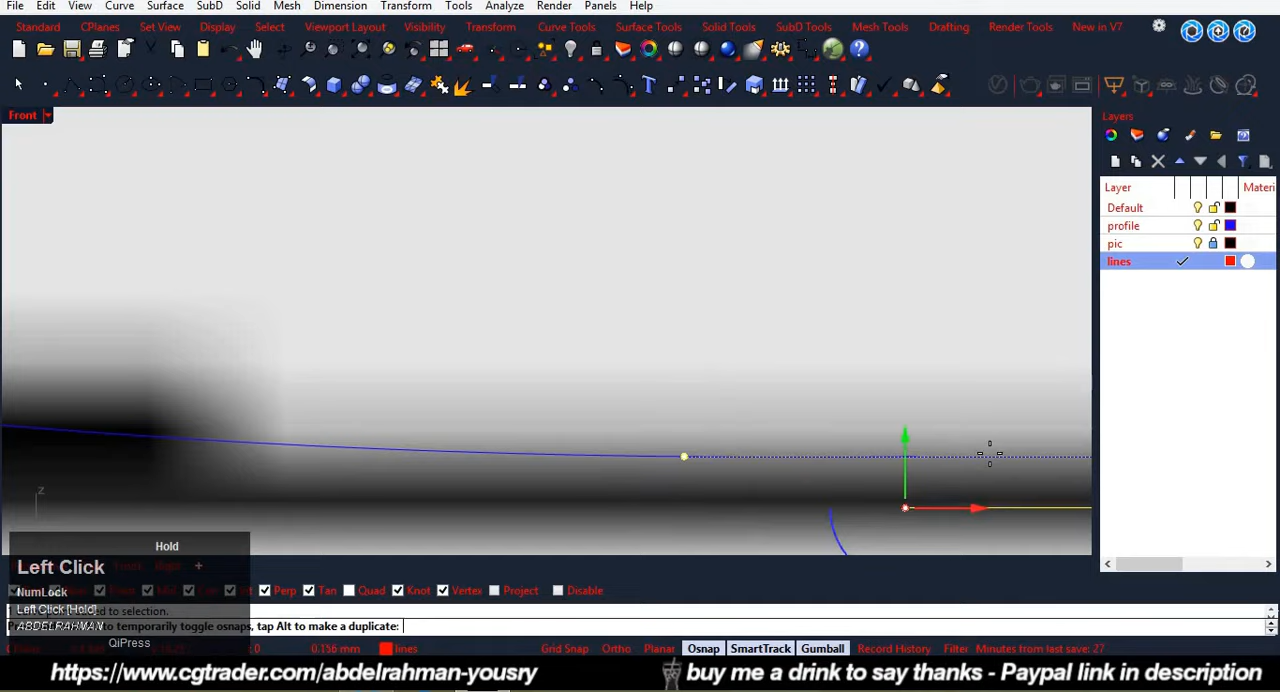 File Edit View Curve Surface SubD Solid Mesh Dimension Transform Tools Analyze Render Panels Help
Standard CPlanes Set View Display Select Viewport Layout Visibility Transform Curve Tools Surface Tools Solid Tools SubD Tools Mesh Tools Render Tools Drafting New in V7
Front
Layers
Layer Materi
Default
profile
pic
lines
z
Hold
Left Click
NumLock
Left Click [Hold]
ABDELRAHMAN
QiPress
Perp Tan Quad Knot Vertex Project Disable
to selection.
to temporarily toggle osnaps, tap Alt to make a duplicate:
0.156 mm lines Grid Snap Ortho Planar Osnap SmartTrack Gumball Record History Filter Minutes from last save: 27
https://www.cgtrader.com/abdelrahman-yousry
buy me a drink to say thanks - Paypal link in description